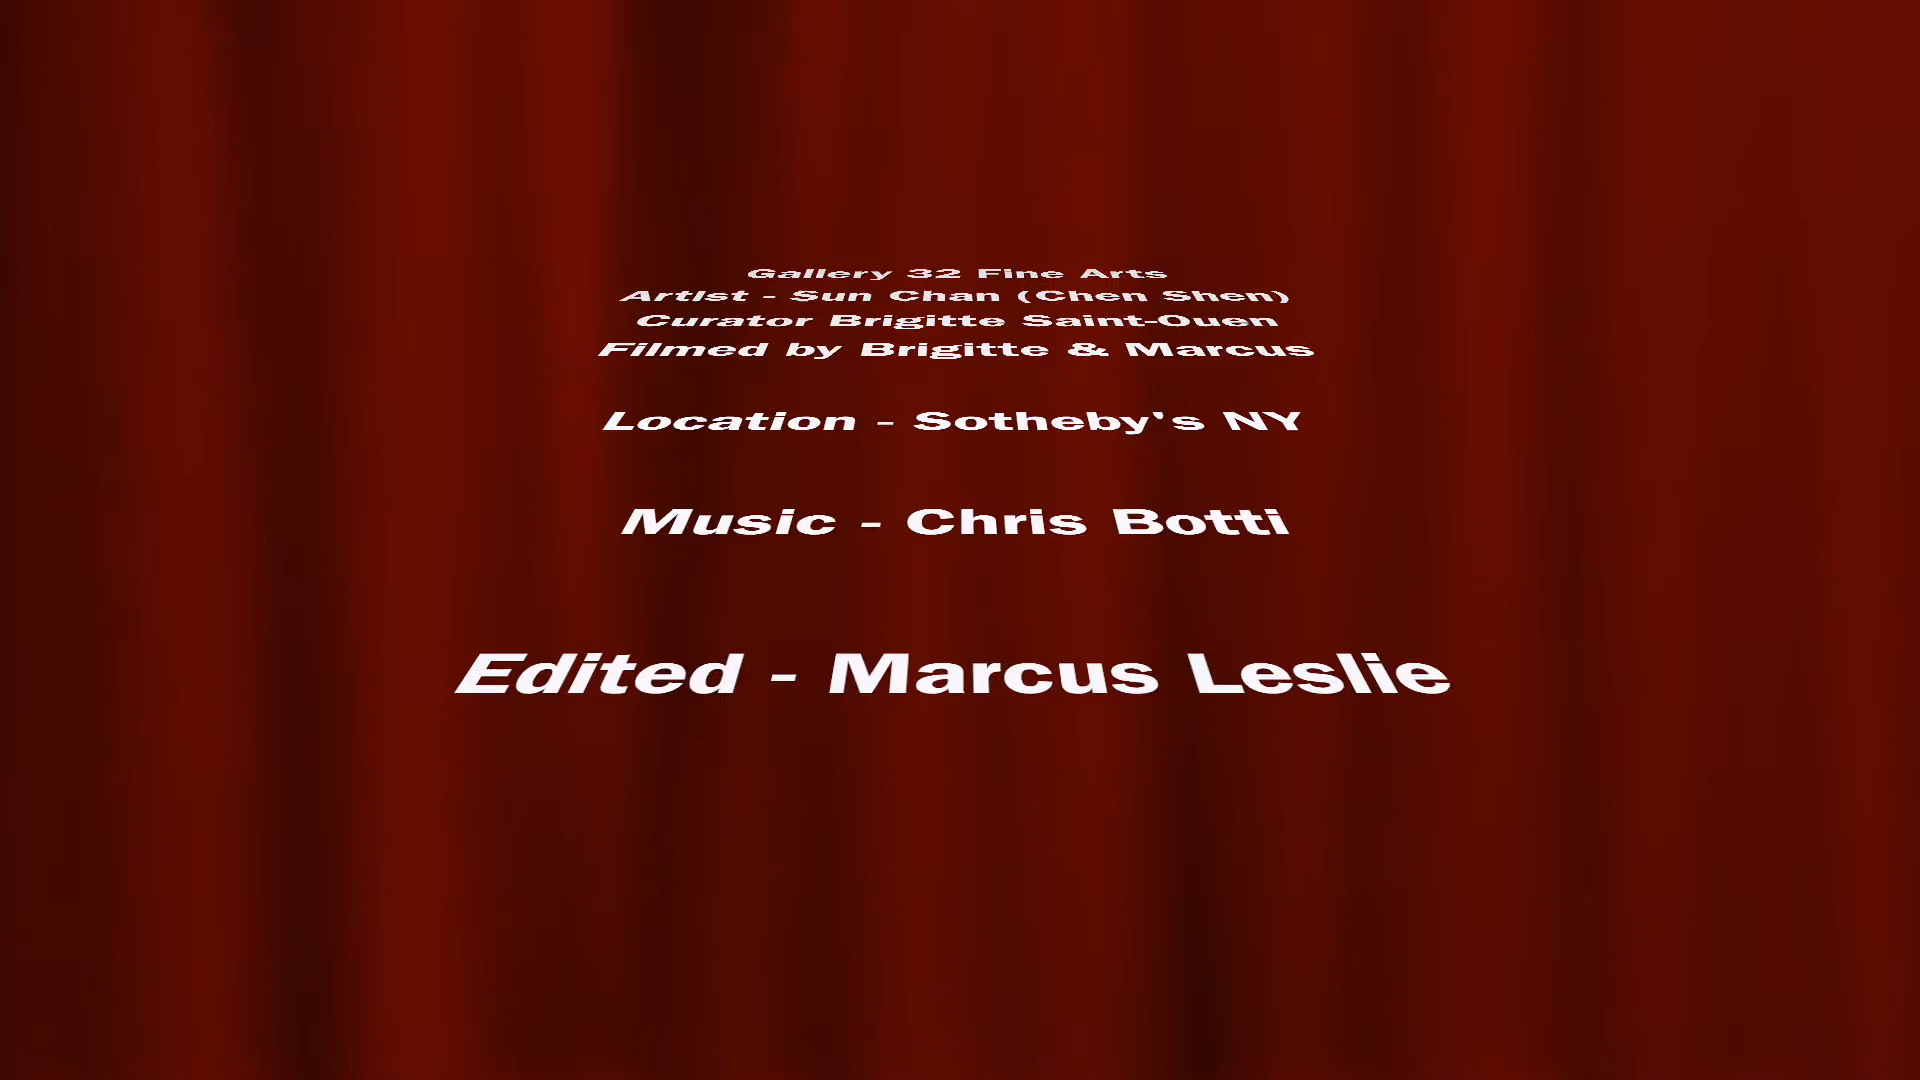 Gallery 32 Fine Arts
Artist - Sun Chan (Chen Shen)
Curator Brigitte Saint-Ouen
Filmed by Brigitte & Marcus
Location - Sotheby's NY
Music - Chris Botti
Edited - Marcus Leslie